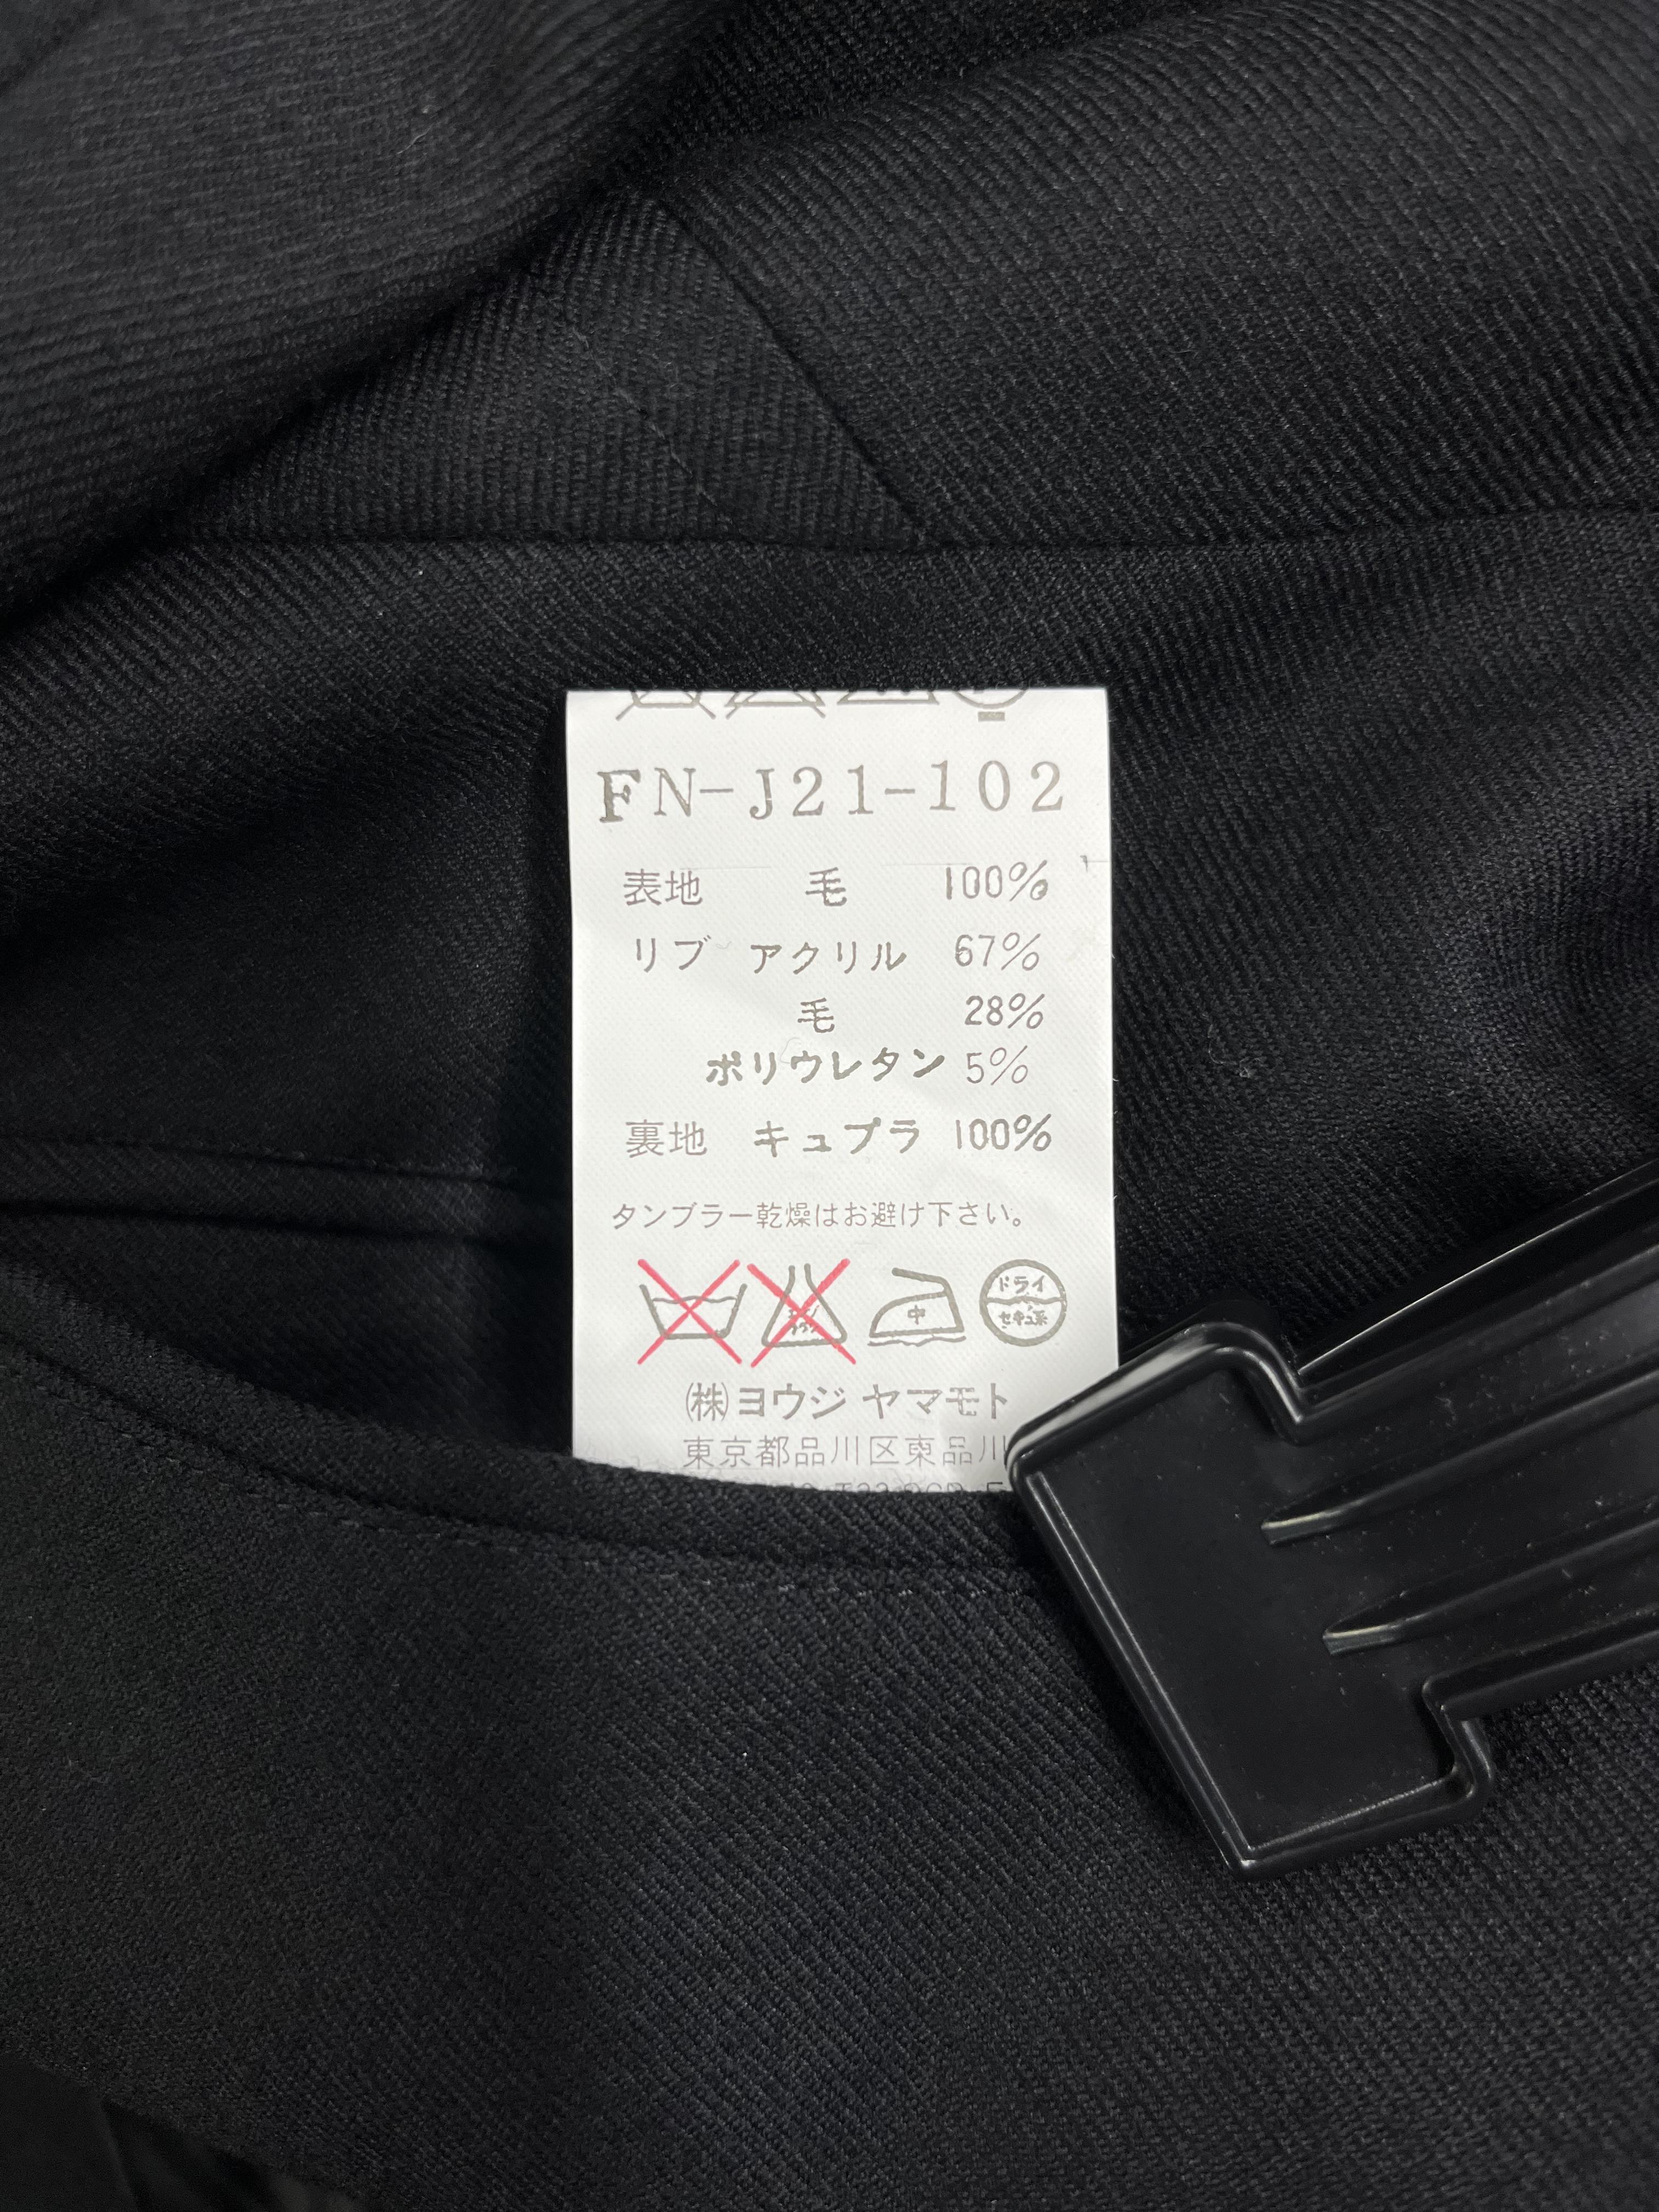 FN-J21-102
表地 毛 100%
リブ アクリル 67%
毛 28%
ポリウレタン 5%
裏地 キュプラ 100%
タンブラー乾燥はお避け下さい。
中
ドライ
セキユ系
㈱ヨウジ ヤマモト
東京都品川区東品川